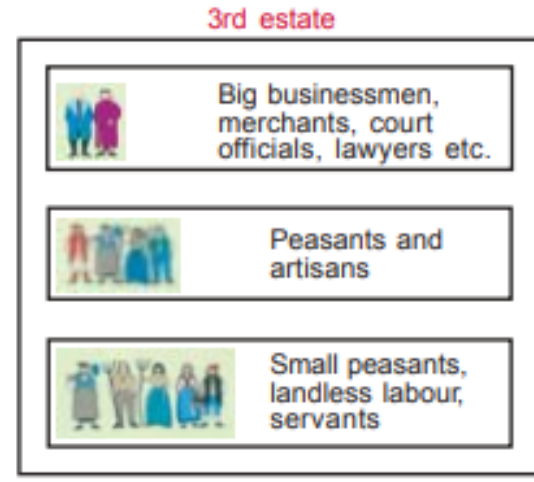 3rd estate
Big businessmen,
merchants, court
officials, lawyers etc.
Peasants and
artisans
Small peasants,
landless labour,
servants